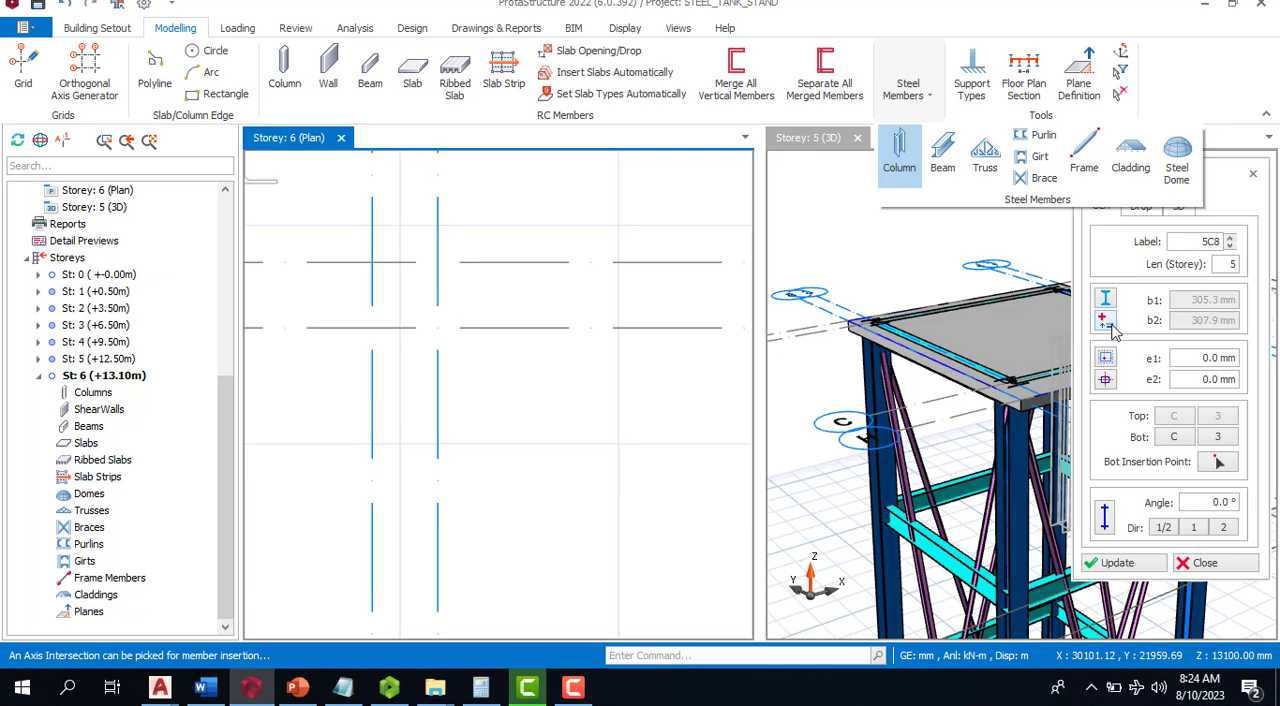 ProtaStructure 2022 (6.0.392) / Project: STEEL_TANK_STAND
Building Setout
Modelling
Loading
Review
Analysis
Design
Drawings & Reports
BIM
Display
Views
Help
Grids
Orthogonal
Axis Generator
Grids
Polyline
Circle
Arc
Rectangle
Slab/Column Edge
Column
Wall
Beam
Slab
Ribbed
Slab
Slab Strip
Slab Opening/Drop
Insert Slabs Automatically
Set Slab Types Automatically
RC Members
Merge All
Vertical Members
Separate All
Merged Members
Steel
Members
Support
Types
Floor Plan
Section
Plane
Definition
Tools
Column
Beam
Truss
Purlin
Girt
Brace
Frame
Cladding
Steel
Dome
Steel Members
Search...
Storey: 6 (Plan)
Storey: 5 (3D)
Reports
Detail Previews
Storeys
St: 0 ( +-0.00m)
St: 1 (+0.50m)
St: 2 (+3.50m)
St: 3 (+6.50m)
St: 4 (+9.50m)
St: 5 (+12.50m)
St: 6 (+13.10m)
Columns
ShearWalls
Beams
Slabs
Ribbed Slabs
Slab Strips
Domes
Trusses
Braces
Purlins
Girts
Frame Members
Claddings
Planes
Storey: 6 (Plan)
Storey: 5 (3D)
C
Z
Y
X
Label: 5C8
Len (Storey): 5
b1: 305.3 mm
b2: 307.9 mm
e1: 0.0 mm
e2: 0.0 mm
Top: C 3
Bot: C 3
Bot Insertion Point:
Angle: 0.0 °
Dir: 1/2 1 2
Update
Close
An Axis Intersection can be picked for member insertion...
Enter Command...
GE: mm, Anl: kN-m, Disp: m
X : 30101.12, Y : 21959.69
Z : 13100.00 mm
8:24 AM
8/10/2023
2